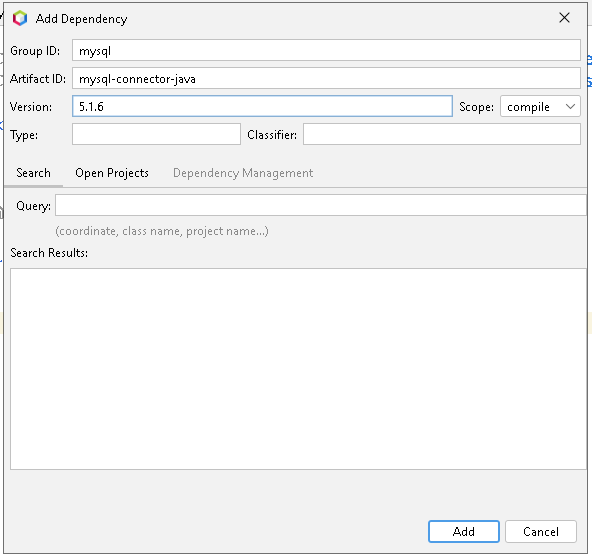 Add Dependency
Group ID: mysql
Artifact ID: mysql-connector-java
Version: 5.1.6 Scope: compile
Type: Classifier:
Search Open Projects Dependency Management
Query:
(coordinate, class name, project name...)
Search Results:
Add Cancel